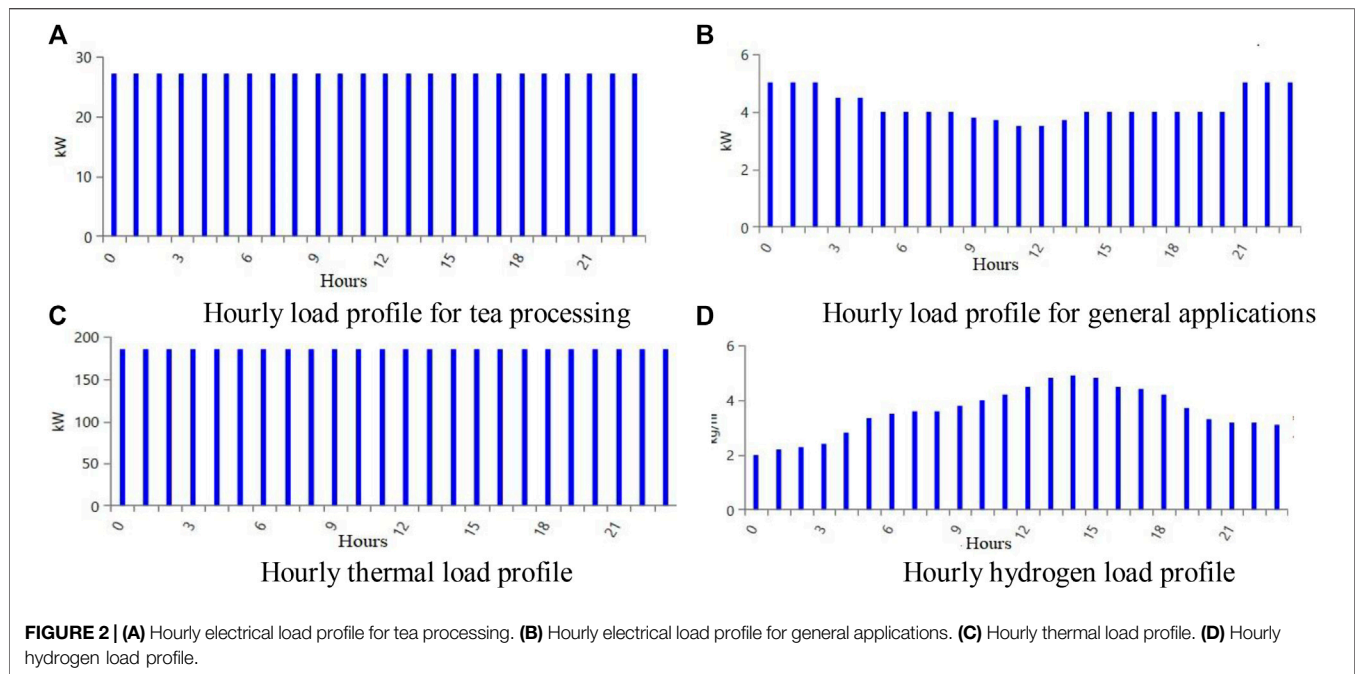 A
30
20
10
0
kW
0 3 6 9 12 15 18 21
Hours
Hourly load profile for tea processing
B
6
4
2
0
kW
0 3 6 9 12 15 18 21
Hours
Hourly load profile for general applications
C
200
150
100
50
0
kW
0 3 6 9 12 15 18 21
Hours
Hourly thermal load profile
D
6
4
2
0
0 3 6 9 12 15 18 21
Hours
Hourly hydrogen load profile
FIGURE 2 | (A) Hourly electrical load profile for tea processing. (B) Hourly electrical load profile for general applications. (C) Hourly thermal load profile. (D) Hourly
hydrogen load profile.